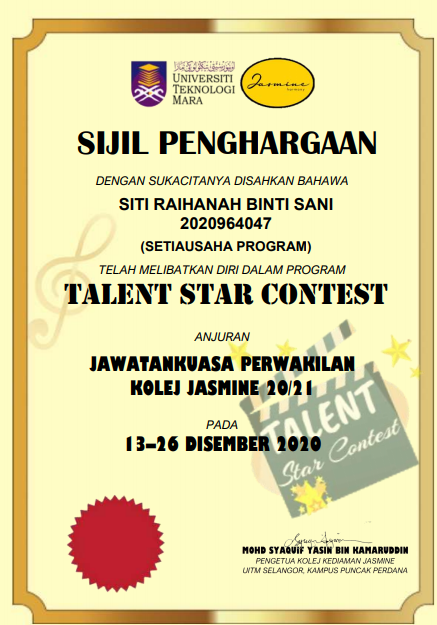 UNIVERSITI
TEKNOLOGI
MARA
Jasmine
SIJIL PENGHARGAAN
DENGAN SUKACITANYA DISAHKAN BAHAWA
SITI RAIHANAH BINTI SANI
2020964047
(SETIAUSAHA PROGRAM)
TELAH MELIBATKAN DIRI DALAM PROGRAM
TALENT STAR CONTEST
ANJURAN
JAWATANKUASA PERWAKILAN
KOLEJ JASMINE 20/21
PADA
13–26 DISEMBER 2020
TALENT
Star Contest
MOHD SYAQUIF YASIN BIN KAMARUDDIN
PENGETUA KOLEJ KEDIAMAN JASMINE
UITM SELANGOR, KAMPUS PUNCAK PERDANA